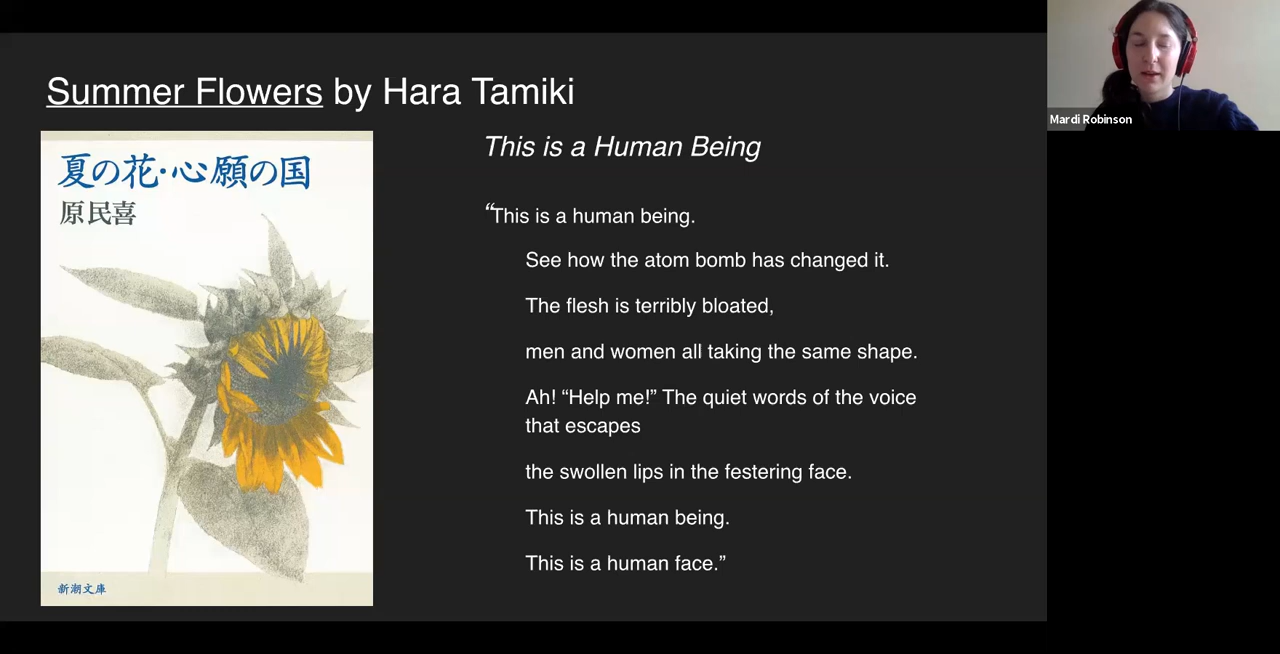 Summer Flowers by Hara Tamiki
夏の花・心願の国
原民喜
新潮文庫
This is a Human Being
“This is a human being.
See how the atom bomb has changed it.
The flesh is terribly bloated,
men and women all taking the same shape.
Ah! “Help me!” The quiet words of the voice
that escapes
the swollen lips in the festering face.
This is a human being.
This is a human face.”
Mardi Robinson